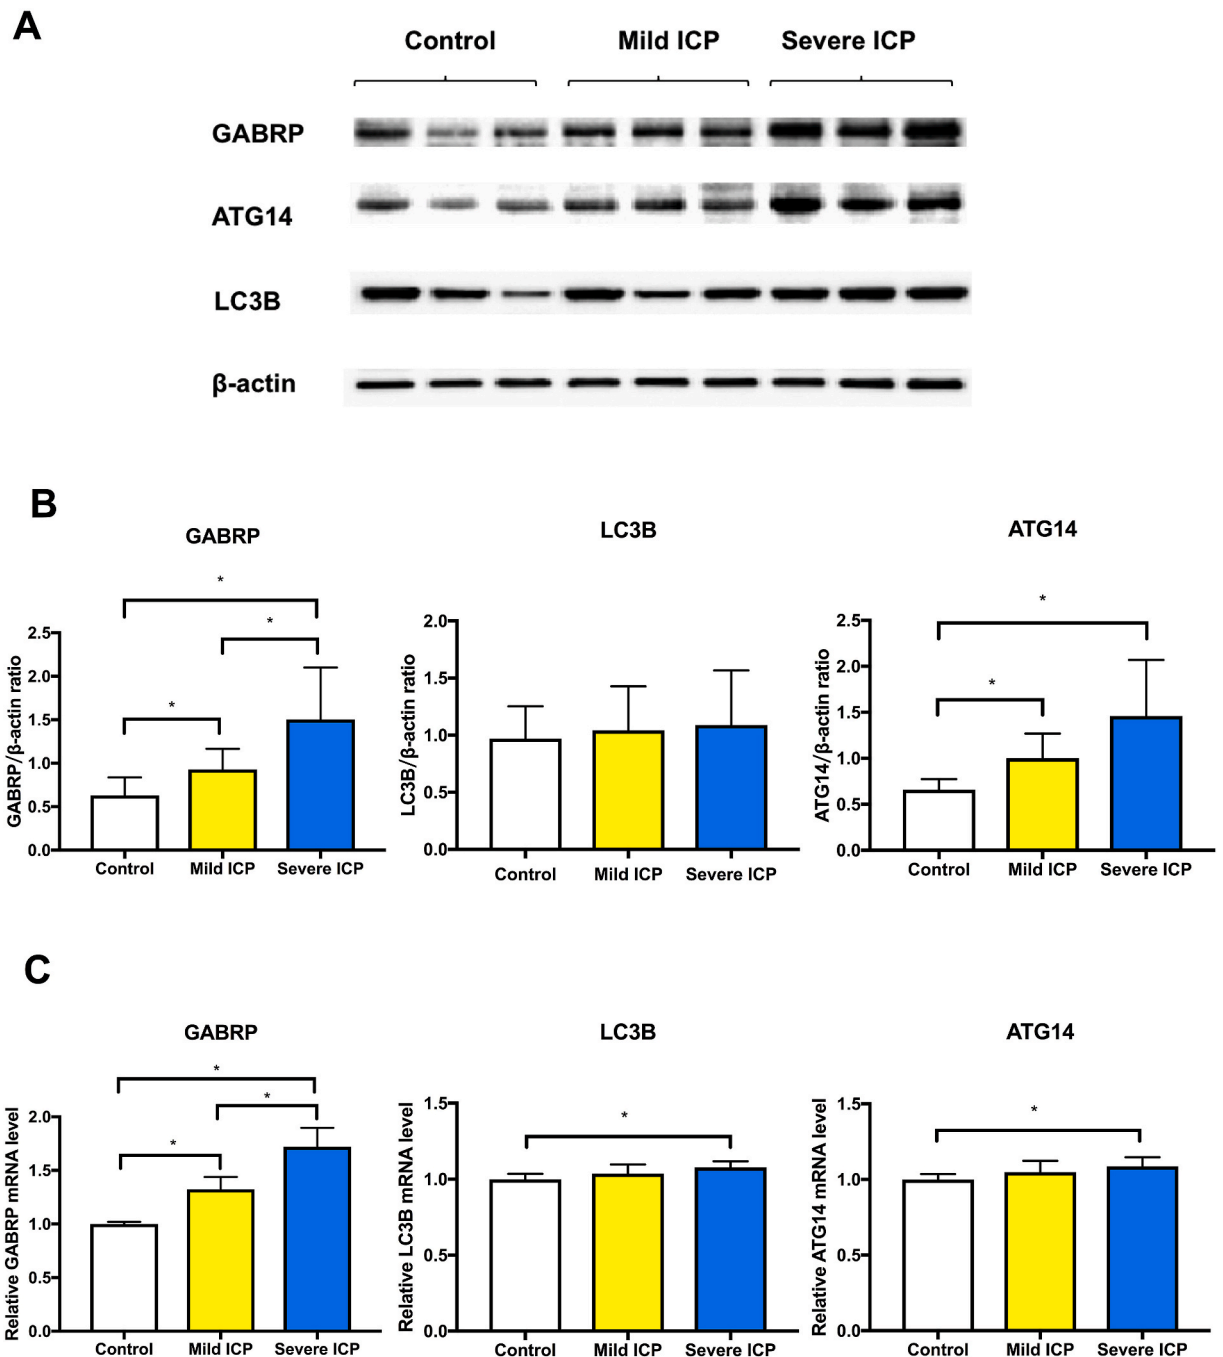 A
Control Mild ICP Severe ICP
GABRP
ATG14
LC3B
β-actin
B
GABRP
*
*
*
GABRP/β-actin ratio
2.5
2.0
1.5
1.0
0.5
0.0
Control Mild ICP Severe ICP
LC3B
LC3B/β-actin ratio
2.0
1.5
1.0
0.5
0.0
Control Mild ICP Severe ICP
ATG14
*
*
ATG14/β-actin ratio
2.5
2.0
1.5
1.0
0.5
0.0
Control Mild ICP Severe ICP
C
GABRP
*
*
*
Relative GABRP mRNA level
2.0
1.5
1.0
0.5
0.0
Control Mild ICP Severe ICP
LC3B
*
Relative LC3B mRNA level
1.5
1.0
0.5
0.0
Control Mild ICP Severe ICP
ATG14
*
Relative ATG14 mRNA level
1.5
1.0
0.5
0.0
Control Mild ICP Severe ICP